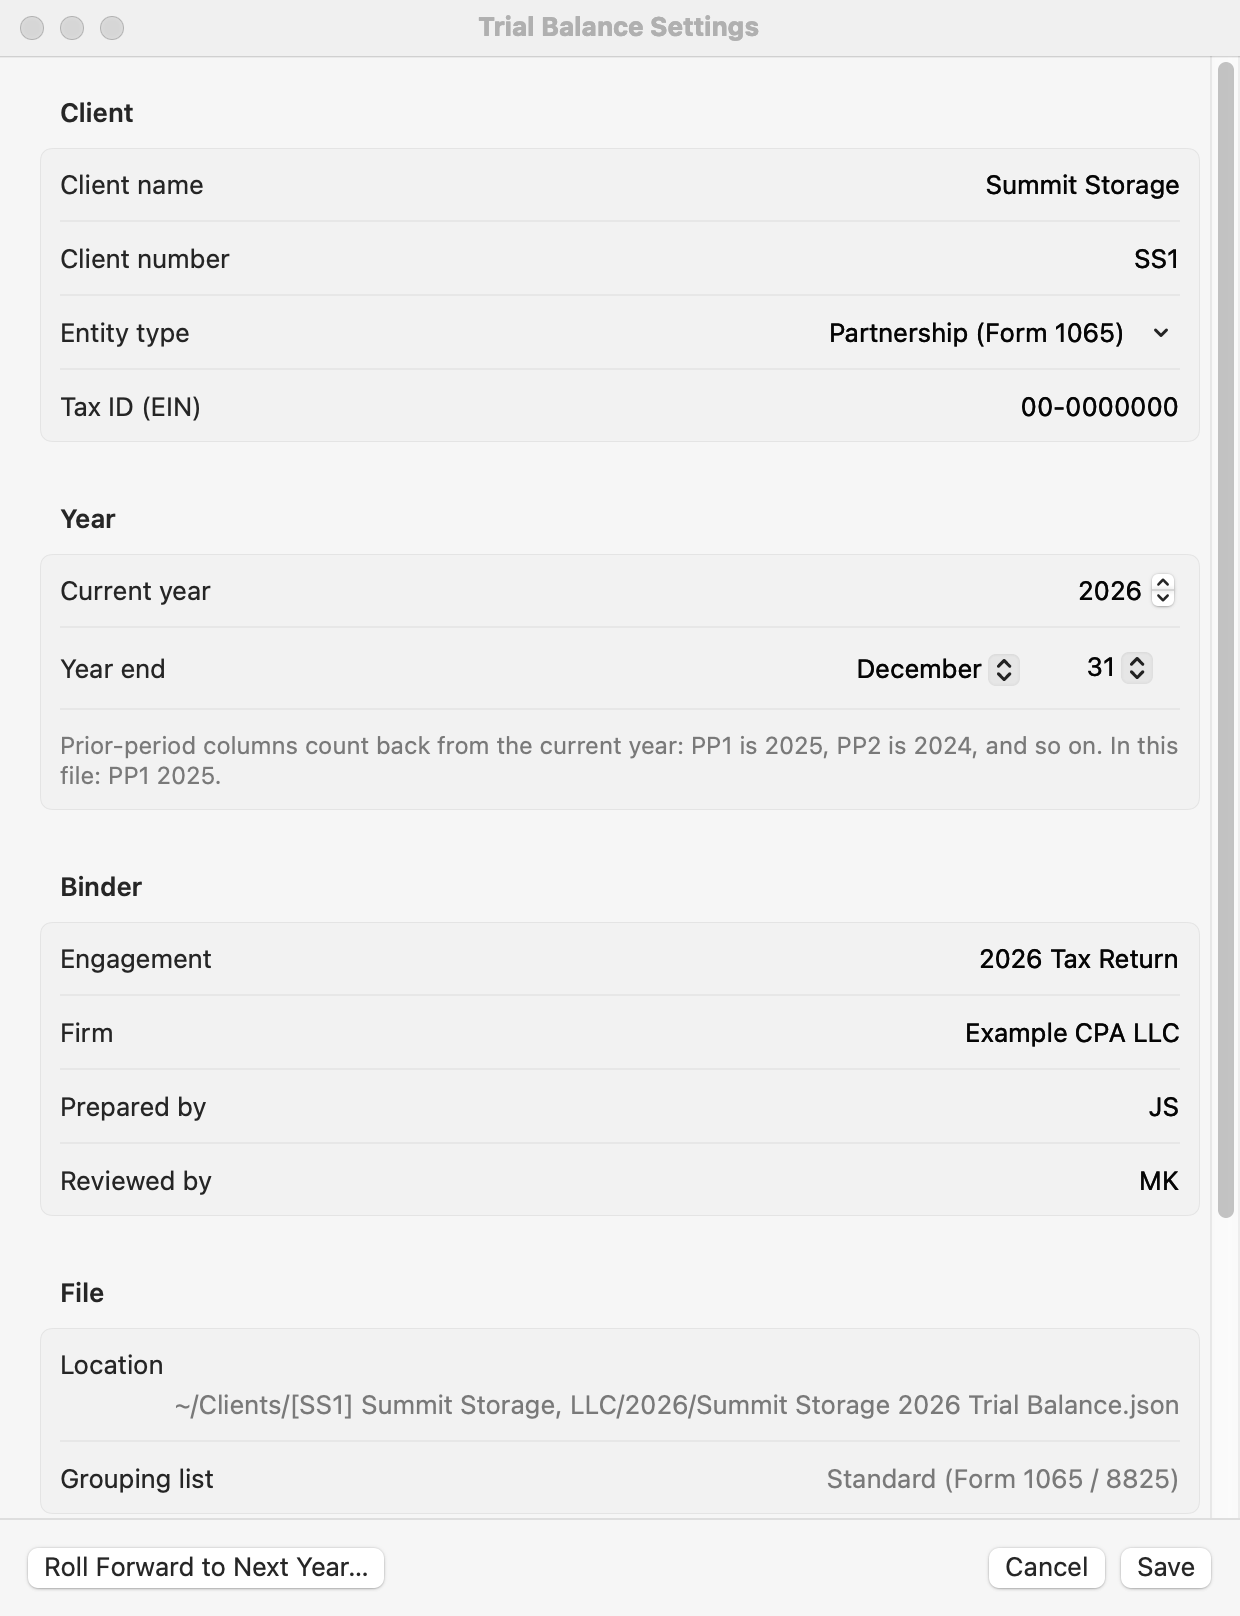 Trial Balance Settings
Client
Client name Summit Storage
Client number SS1
Entity type Partnership (Form 1065)
Tax ID (EIN) 00-0000000
Year
Current year 2026
Year end December 31
Prior-period columns count back from the current year: PP1 is 2025, PP2 is 2024, and so on. In this
file: PP1 2025.
Binder
Engagement 2026 Tax Return
Firm Example CPA LLC
Prepared by JS
Reviewed by MK
File
Location
~/Clients/[SS1] Summit Storage, LLC/2026/Summit Storage 2026 Trial Balance.json
Grouping list Standard (Form 1065 / 8825)
Roll Forward to Next Year... Cancel Save